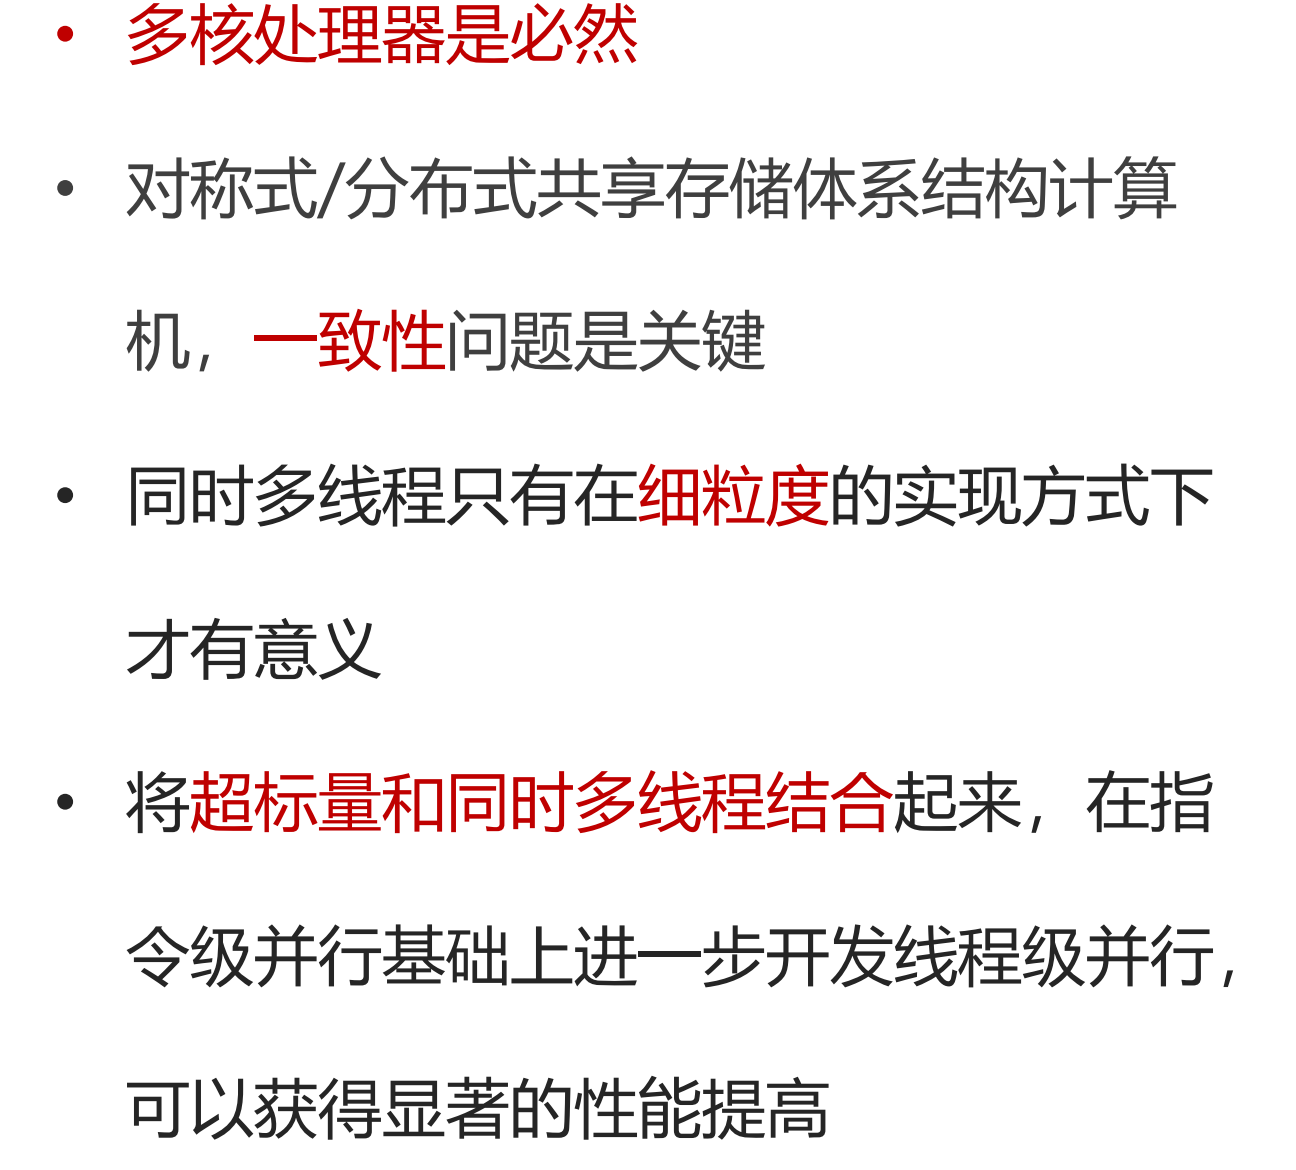 • 多核处理器是必然
• 对称式/分布式共享存储体系结构计算
机，一致性问题是关键
• 同时多线程只有在细粒度的实现方式下
才有意义
• 将超标量和同时多线程结合起来，在指
令级并行基础上进一步开发线程级并行，
可以获得显著的性能提高